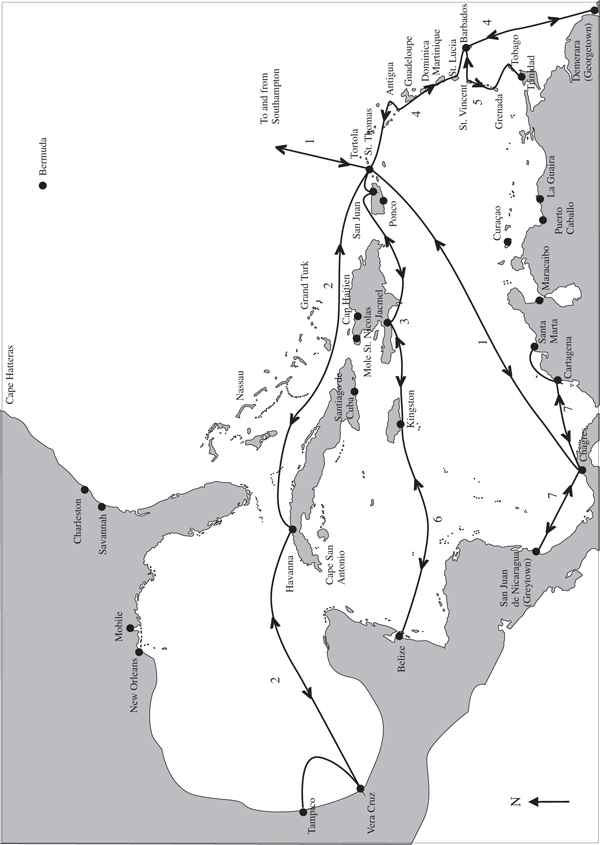 Cape Hatteras
Bermuda
Charleston
Savannah
Mobile
New Orleans
Nassau
Grand Turk
2
To and from
Southampton
1
Tortola
St. Thomas
San Juan
Ponco
Antigua
4
Guadeloupe
Dominica
Martinique
St. Lucia
Barbados
4
St. Vincent
5
Grenada
Tobago
Trinidad
Demerara
(Georgetown)
Cap Haitien
Mole St. Nicolas
Jacmel
3
Santiago de
Cuba
Kingston
Havanna
Cape San
Antonio
2
Tampico
Vera Cruz
Belize
6
1
La Guaira
Puerto
Caballo
Curaçao
Maracaibo
Santa
Marta
Cartagena
7
Chagres
7
San Juan
de Nicaragua
(Greytown)
N